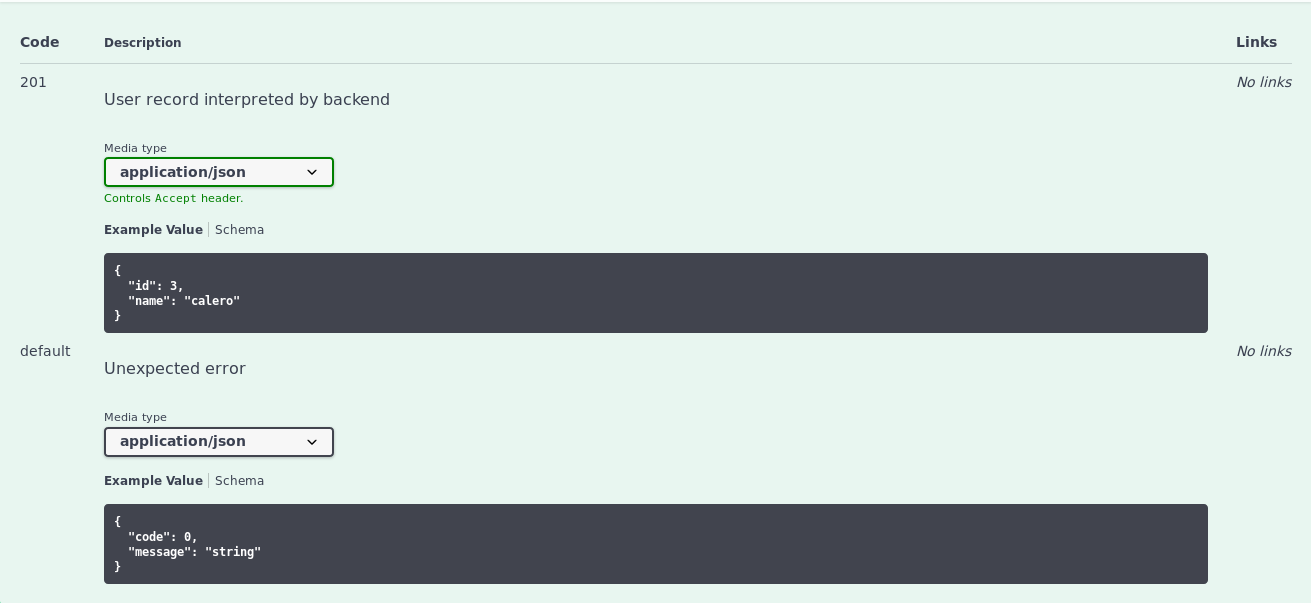 Code Description Links
201 No links
User record interpreted by backend
Media type
application/json
Controls Accept header.
Example Value Schema
{
  "id": 3,
  "name": "calero"
}
default No links
Unexpected error
Media type
application/json
Example Value Schema
{
  "code": 0,
  "message": "string"
}